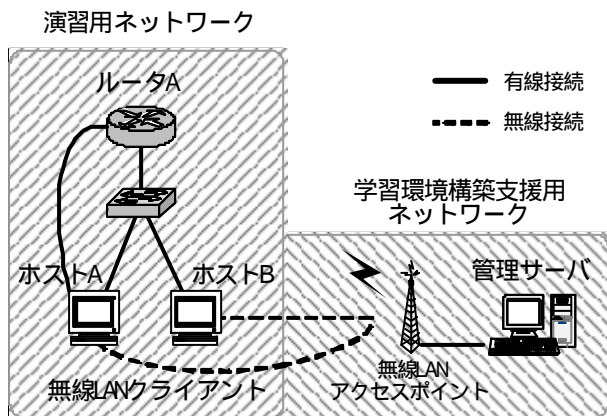 演習用ネットワーク
ルータA
有線接続
無線接続
学習環境構築支援用
ネットワーク
ホストA
ホストB
管理サーバ
無線LANクライアント
無線LAN
アクセスポイント